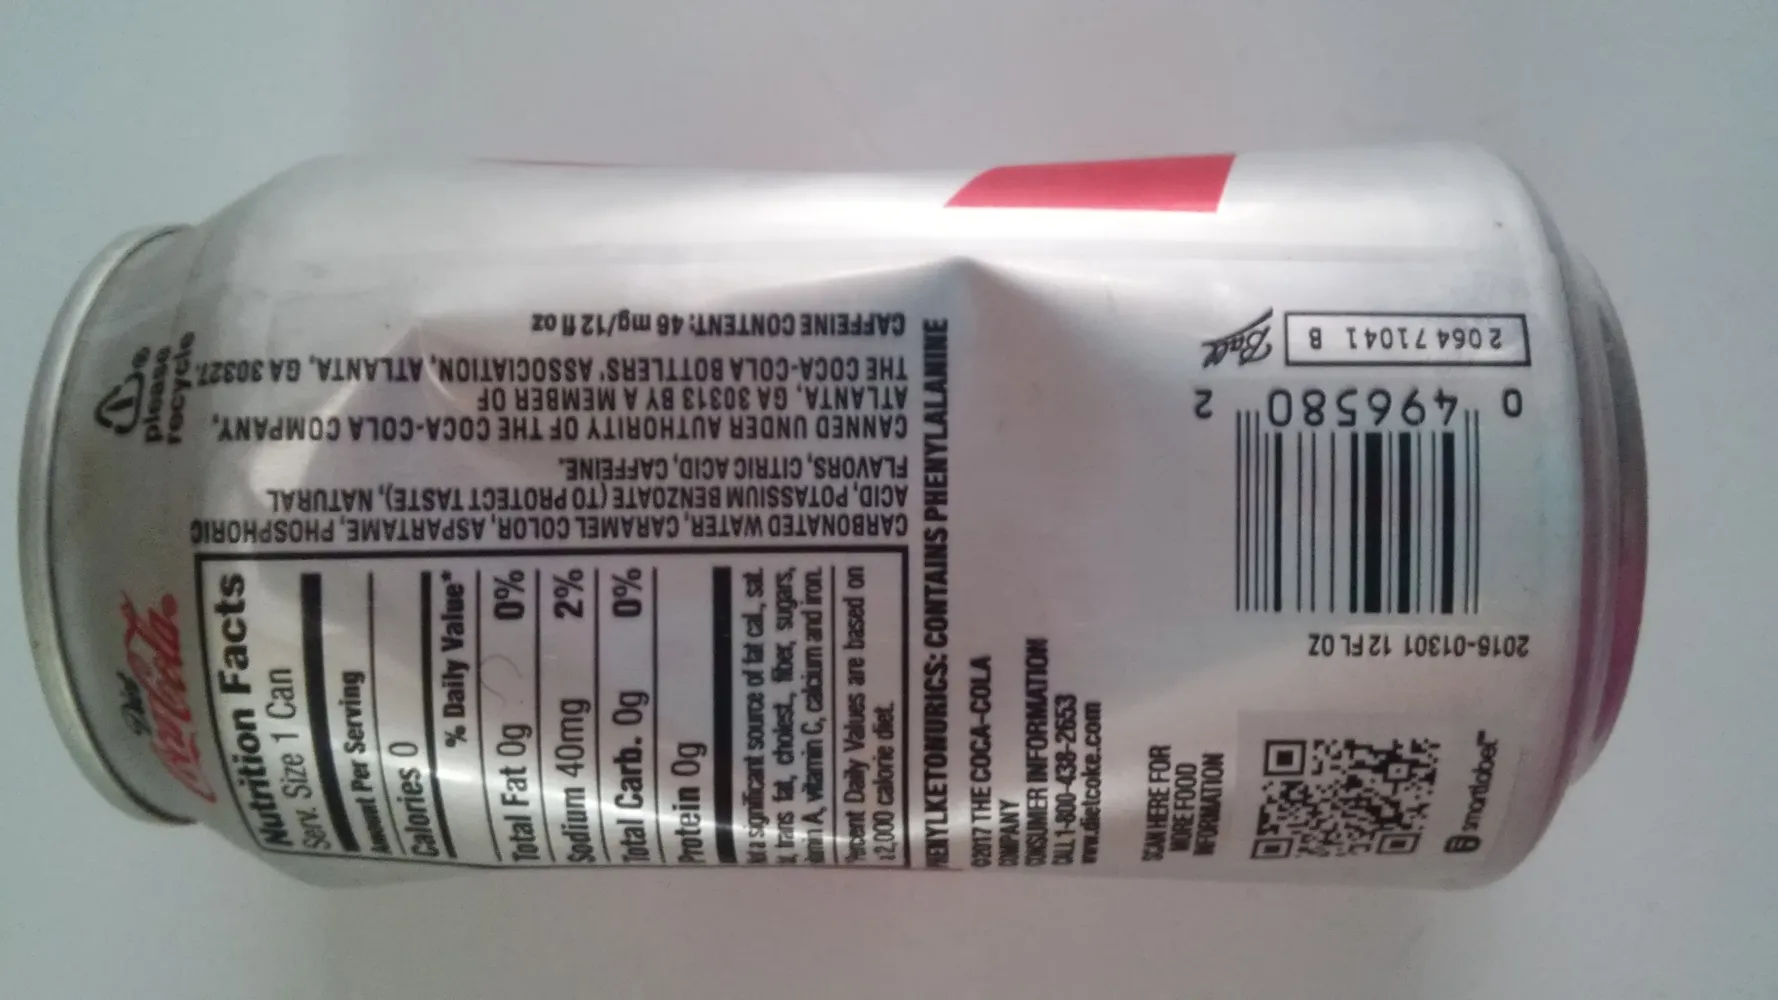 Diet
Coca-Cola
please
recycle
Nutrition Facts
Serv. Size 1 Can
Amount Per Serving
Calories 0
% Daily Value*
Total Fat 0g 0%
Sodium 40mg 2%
Total Carb. 0g 0%
Protein 0g
a significant source of fat cal., sat.
trans fat, cholest., fiber, sugars,
A, vitamin C, calcium and iron.
Percent Daily Values are based on
2,000 calorie diet.
CARBONATED WATER, CARAMEL COLOR, ASPARTAME, PHOSPHORIC
ACID, POTASSIUM BENZOATE (TO PROTECT TASTE), NATURAL
FLAVORS, CITRIC ACID, CAFFEINE.
CANNED UNDER AUTHORITY OF THE COCA-COLA COMPANY,
ATLANTA, GA 30313 BY A MEMBER OF
THE COCA-COLA BOTTLERS' ASSOCIATION, ATLANTA, GA 30327.
CAFFEINE CONTENT: 46 mg/12 fl oz
PHENYLKETONURICS: CONTAINS PHENYLALANINE
©2017 THE COCA-COLA
COMPANY
CONSUMER INFORMATION
CALL 1-800-438-2653
www.dietcoke.com
SCAN HERE FOR
MORE FOOD
INFORMATION
smartlabel™
2016-01301 12 FL OZ
0 496580 2
Ball
206471041 B